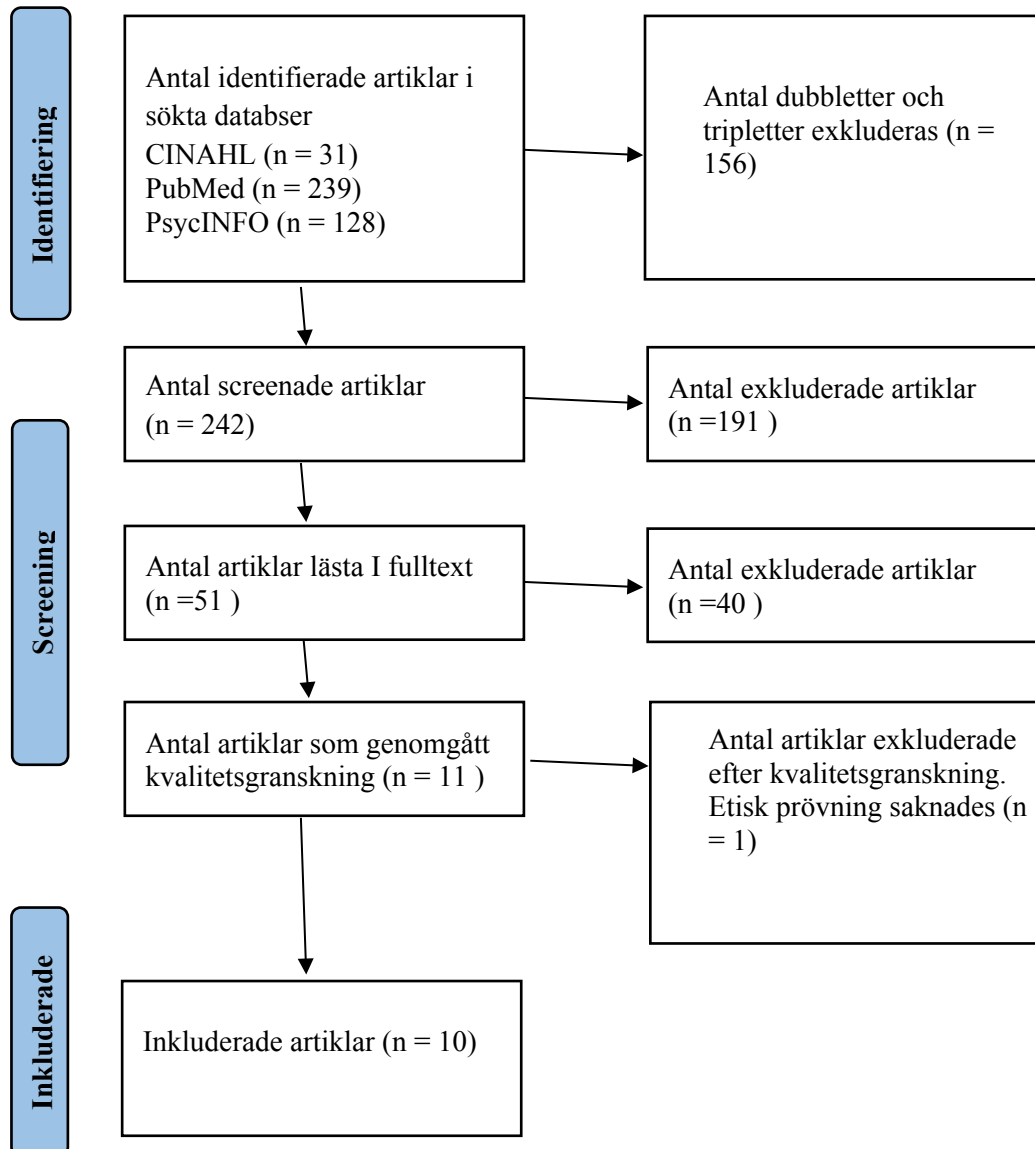 Identifiering
Antal identifierade artiklar i
sökta databser
CINAHL (n = 31)
PubMed (n = 239)
PsycINFO (n = 128)
Antal dubbletter och
tripletter exkluderas (n =
156)
Screening
Antal screenade artiklar
(n = 242)
Antal exkluderade artiklar
(n =191 )
Antal artiklar lästa I fulltext
(n =51 )
Antal exkluderade artiklar
(n =40 )
Antal artiklar som genomgått
kvalitetsgranskning (n = 11 )
Antal artiklar exkluderade
efter kvalitetsgranskning.
Etisk prövning saknades (n
= 1)
Inkluderade
Inkluderade artiklar (n = 10)